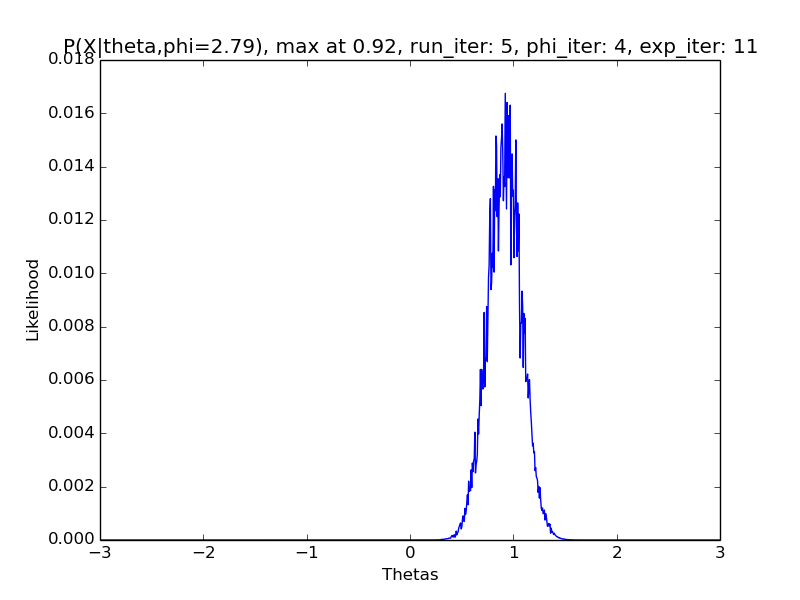 P(X|theta,phi=2.79), max at 0.92, run_iter: 5, phi_iter: 4, exp_iter: 11
0.018
0.016
0.014
0.012
0.010
0.008
0.006
0.004
0.002
0.000
Likelihood
−3 −2 −1 0 1 2 3
Thetas